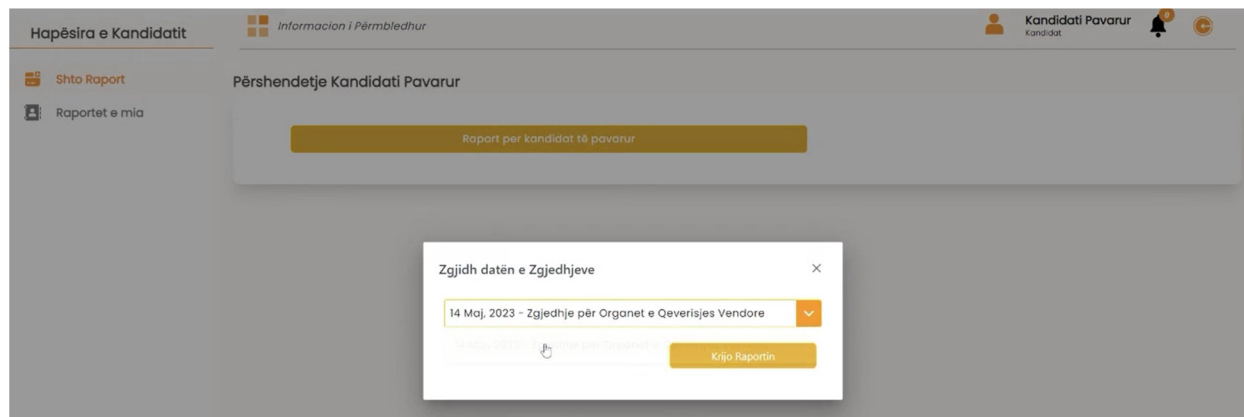 Hapësira e Kandidatit
Informacion i Përmbledhur
Kandidati Pavarur
Kandidat
0
Shto Raport
Raportet e mia
Përshendetje Kandidati Pavarur
Raport per kandidat të pavarur
Zgjidh datën e Zgjedhjeve
14 Maj, 2023 - Zgjedhje për Organet e Qeverisjes Vendore
Krijo Raportin